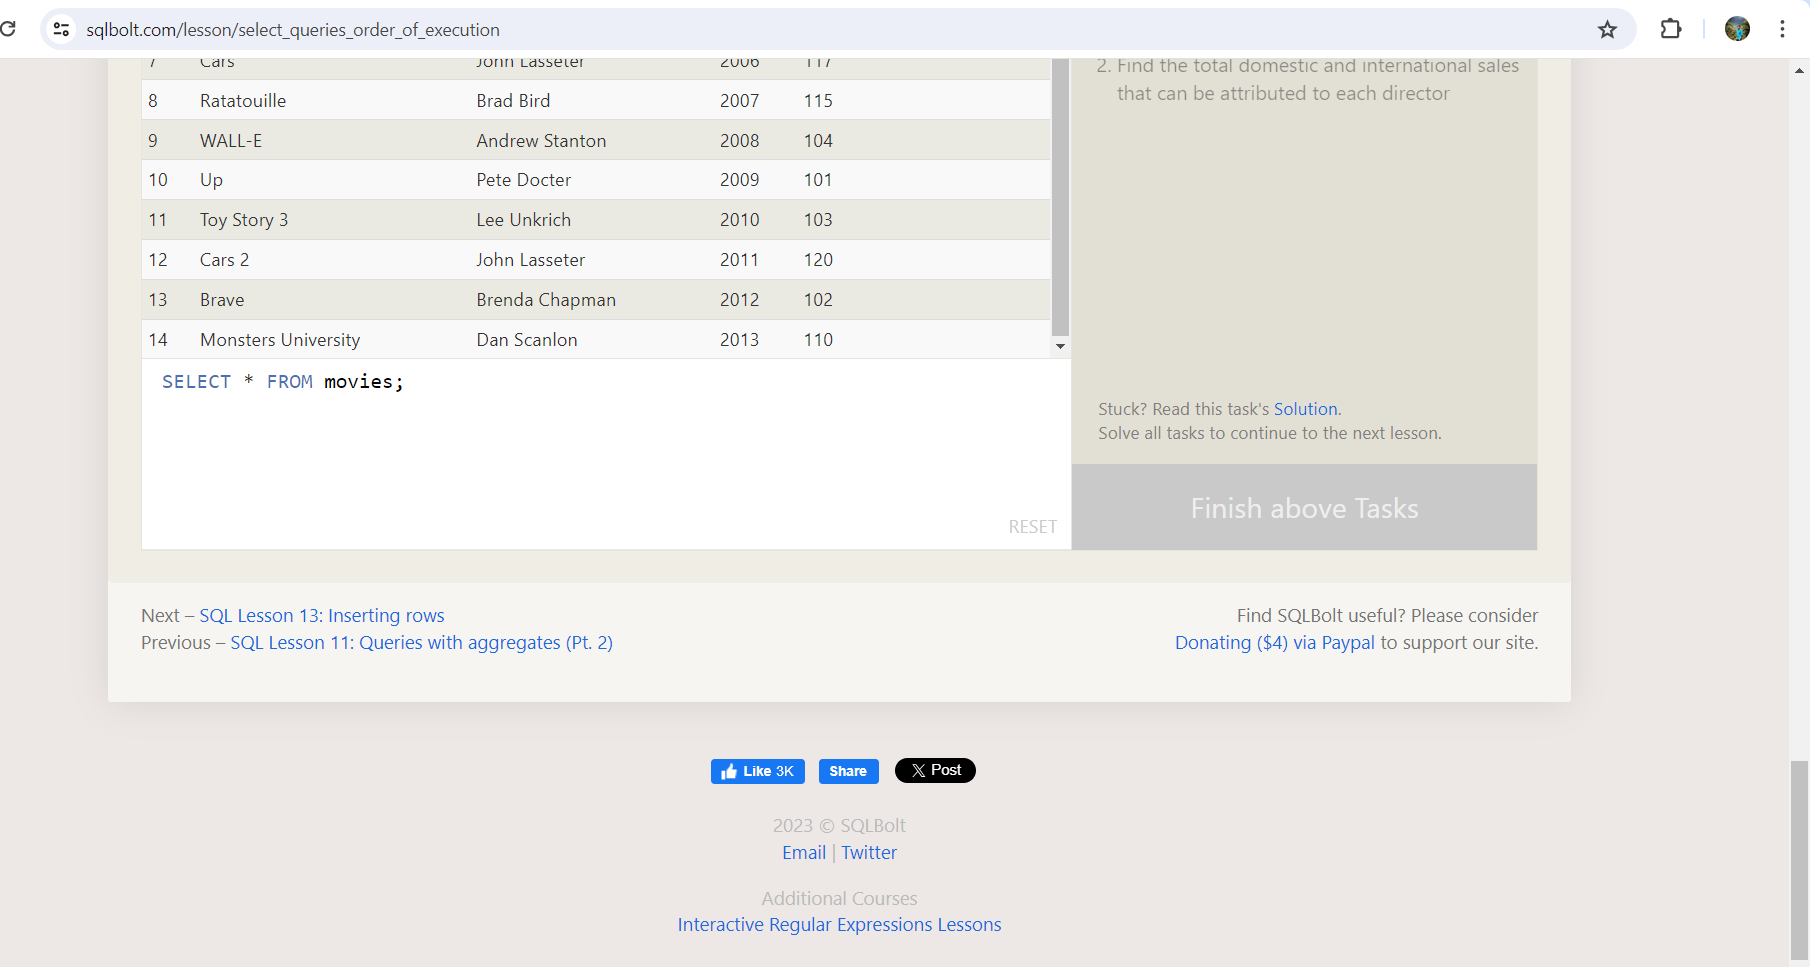 sqlbolt.com/lesson/select_queries_order_of_execution
7 Cars John Lasseter 2006 117
8 Ratatouille Brad Bird 2007 115
9 WALL-E Andrew Stanton 2008 104
10 Up Pete Docter 2009 101
11 Toy Story 3 Lee Unkrich 2010 103
12 Cars 2 John Lasseter 2011 120
13 Brave Brenda Chapman 2012 102
14 Monsters University Dan Scanlon 2013 110
SELECT * FROM movies;
RESET
2. Find the total domestic and international sales
that can be attributed to each director
Stuck? Read this task's Solution.
Solve all tasks to continue to the next lesson.
Finish above Tasks
Next – SQL Lesson 13: Inserting rows
Previous – SQL Lesson 11: Queries with aggregates (Pt. 2)
Find SQLBolt useful? Please consider
Donating ($4) via Paypal to support our site.
Like 3K Share X Post
2023 © SQLBolt
Email | Twitter
Additional Courses
Interactive Regular Expressions Lessons